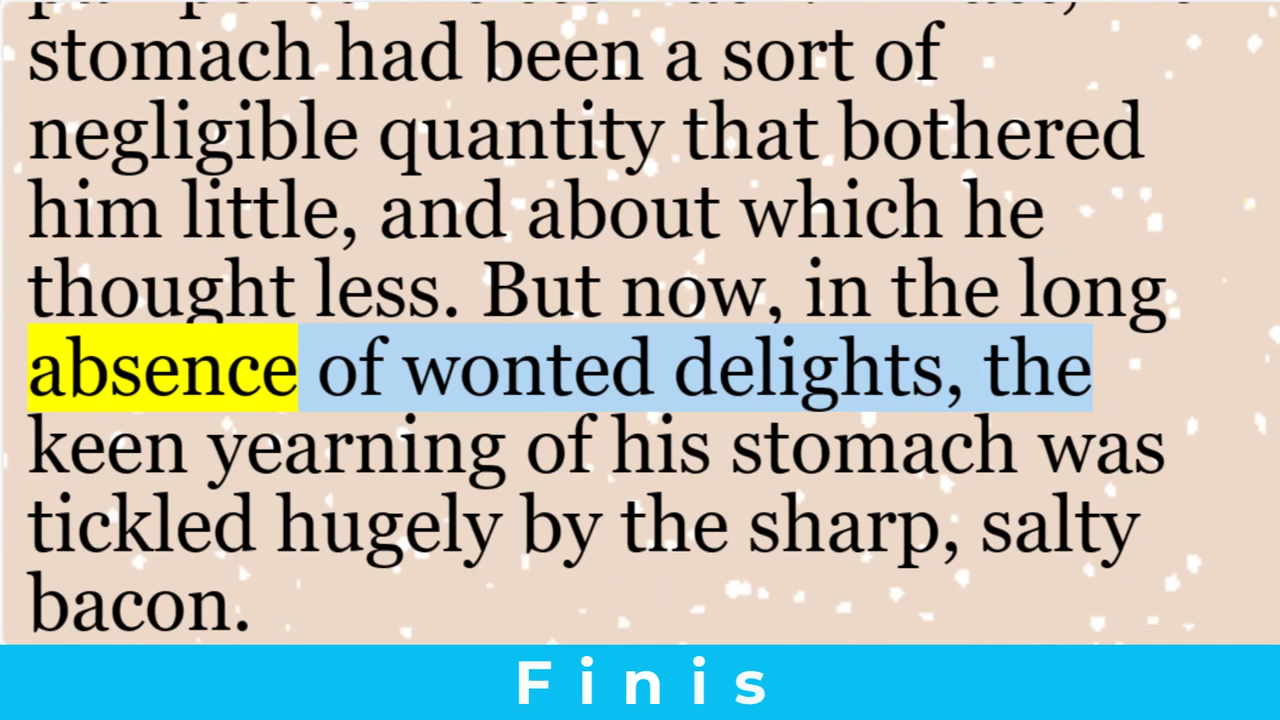 stomach had been a sort of
negligible quantity that bothered
him little, and about which he
thought less. But now, in the long
absence of wonted delights, the
keen yearning of his stomach was
tickled hugely by the sharp, salty
bacon.
Finis